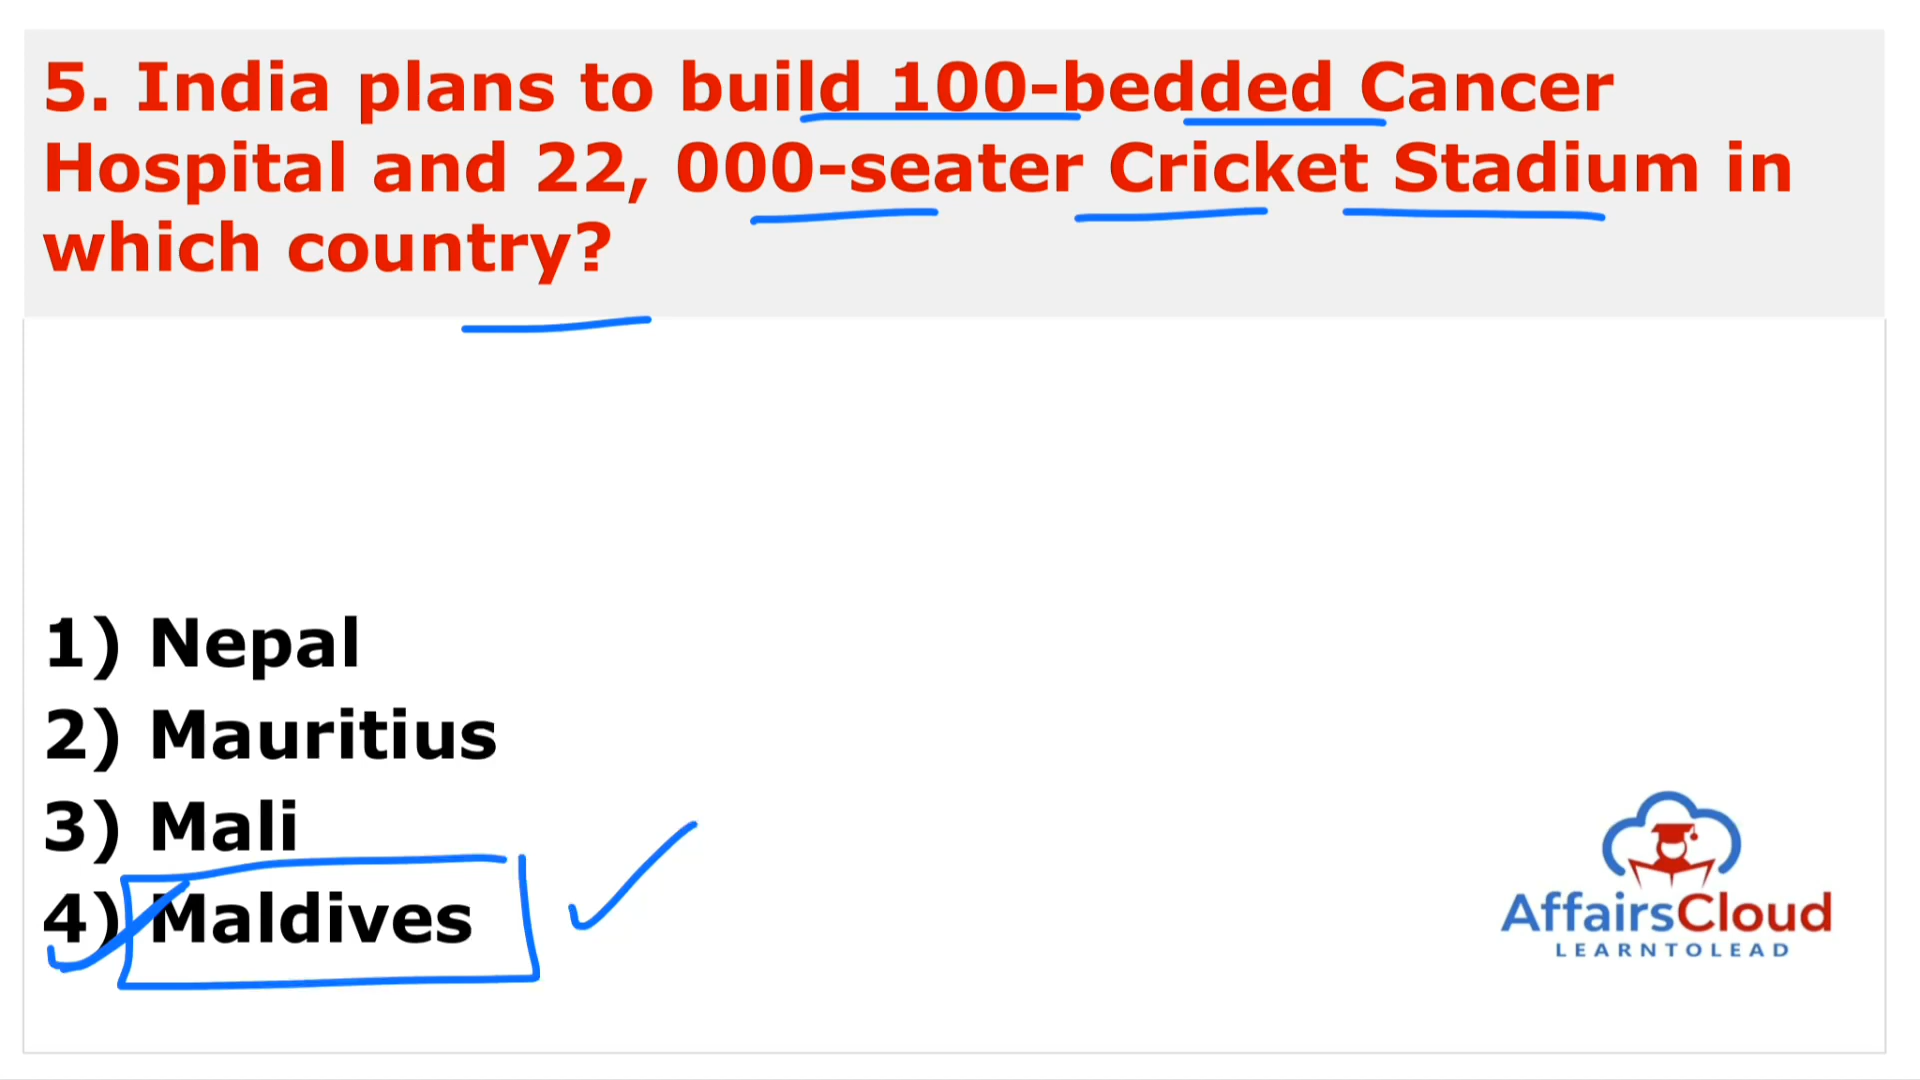 5. India plans to build 100-bedded Cancer
Hospital and 22, 000-seater Cricket Stadium in
which country?
1) Nepal
2) Mauritius
3) Mali
4) Maldives
AffairsCloud
LEARNTOLEAD